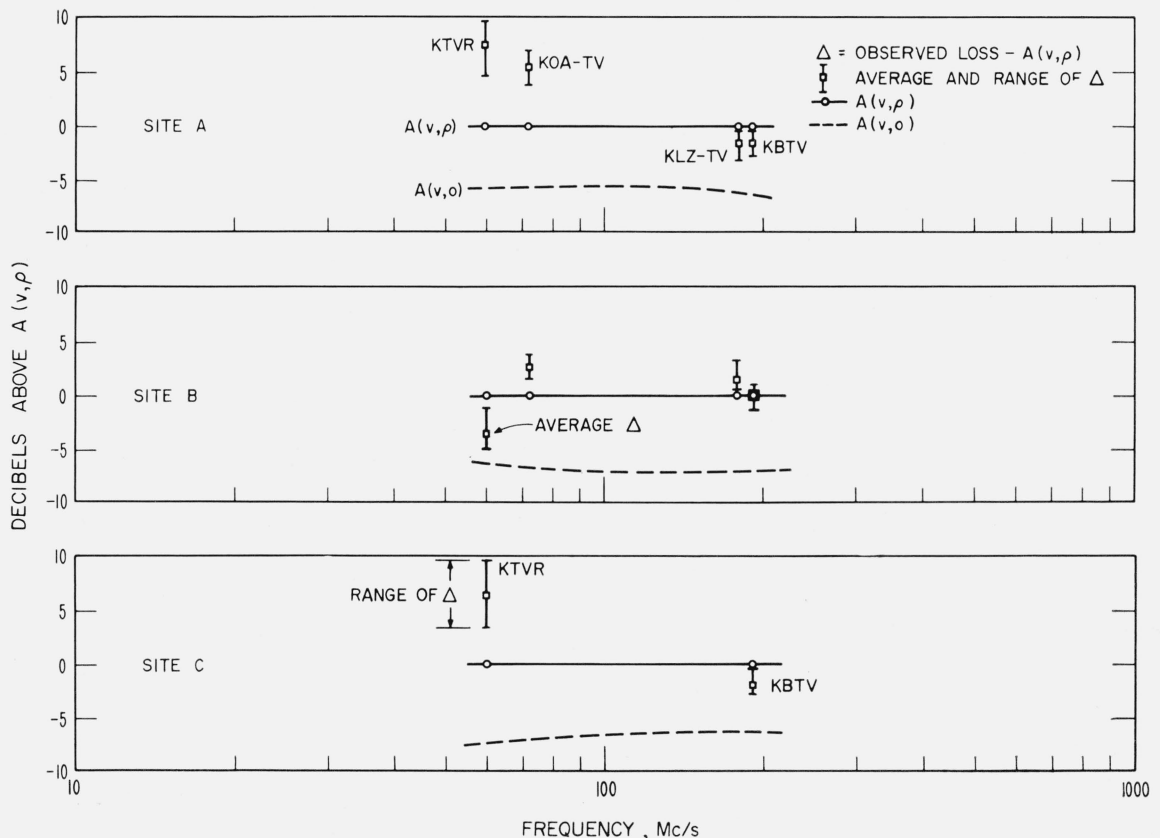 10
5
0
-5
-10
SITE A
KTVR
KOA-TV
A(v,ρ)
A(v,o)
KLZ-TV
KBTV
Δ = OBSERVED LOSS – A(v,ρ)
AVERAGE AND RANGE OF Δ
A(v,ρ)
A(v,o)
DECIBELS ABOVE A(v,ρ)
10
5
0
-5
-10
SITE B
AVERAGE Δ
10
5
0
-5
-10
SITE C
RANGE OF Δ
KTVR
KBTV
10
100
1000
FREQUENCY, Mc/s